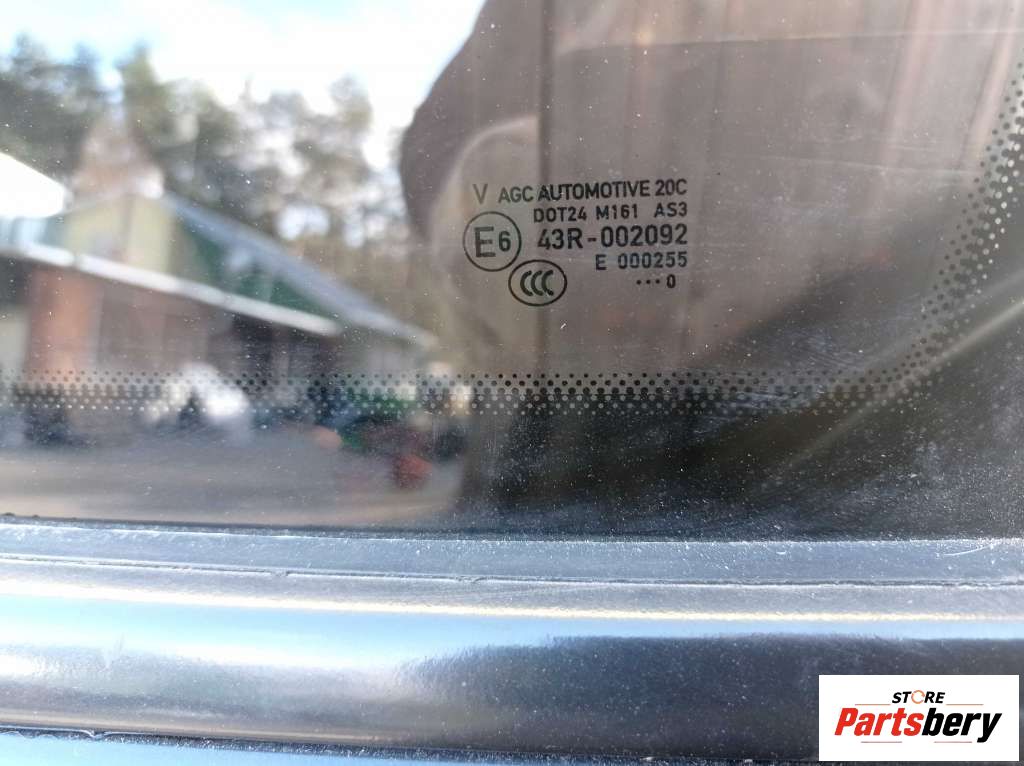 V AGC AUTOMOTIVE 20C
DOT24 M161 AS3
E6 43R-002092
E 000255
CCC ···0
STORE
Partsbery